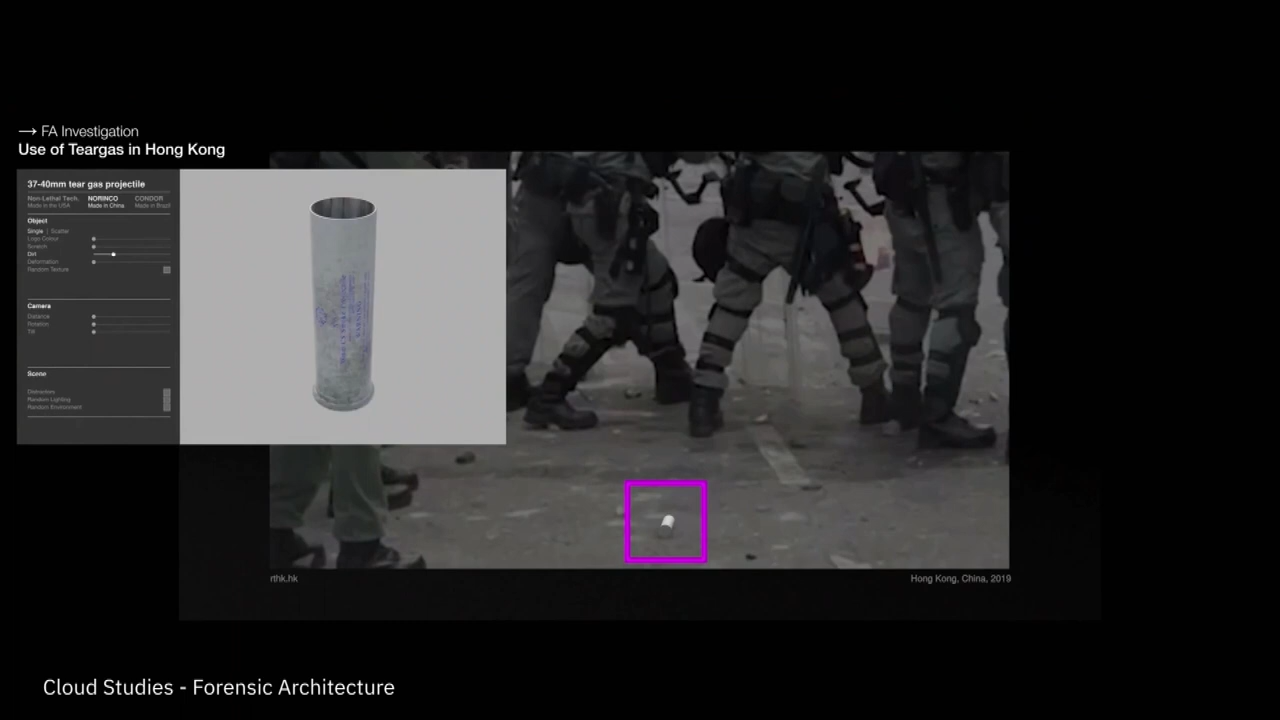 → FA Investigation
Use of Teargas in Hong Kong
37-40mm tear gas projectile
Non-Lethal Tech. NORINCO CONDOR
Made in the USA Made in China Made in Brazil
Object
Single | Scatter
Logo Colour
Scratch
Dirt
Deformation
Random Texture
Camera
Distance
Rotation
Tilt
Scene
Distractors
Random Lighting
Random Environment
rthk.hk
Hong Kong, China, 2019
Cloud Studies - Forensic Architecture